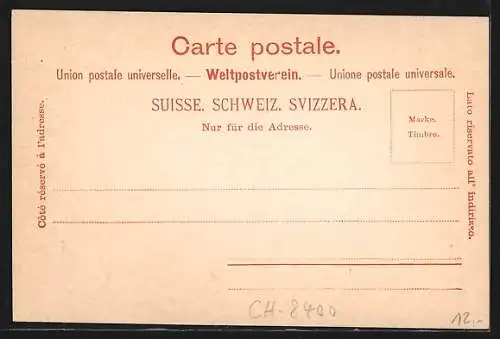 Carte postale.
Union postale universelle. — Weltpostverein. — Unione postale universale.
SUISSE. SCHWEIZ. SVIZZERA.
Nur für die Adresse.
Marke.
Timbre.
Côté réservé à l'adresse.
Lato riservato all' indirizzo.
CH-8400
12.-